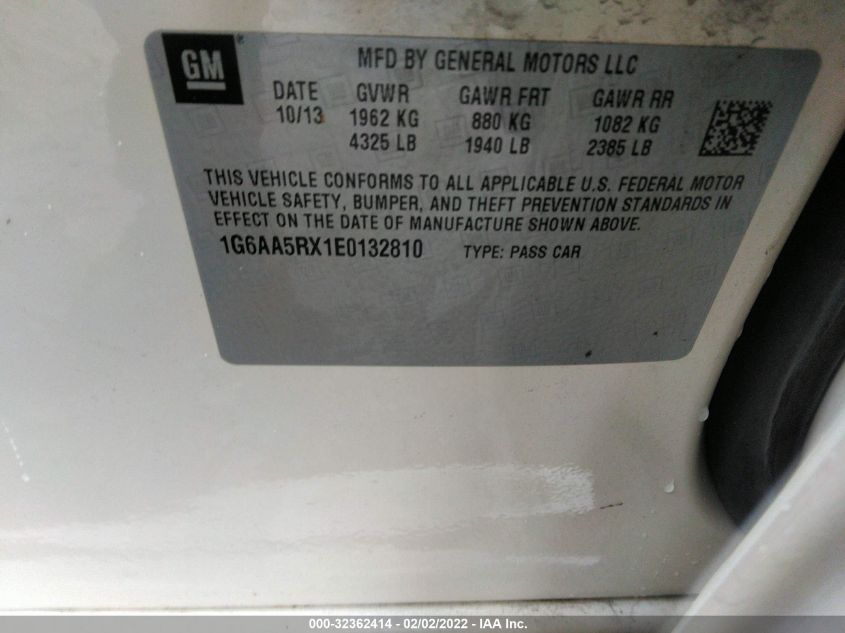 GM
MFD BY GENERAL MOTORS LLC
DATE GVWR GAWR FRT GAWR RR
10/13 1962 KG 880 KG 1082 KG
4325 LB 1940 LB 2385 LB
THIS VEHICLE CONFORMS TO ALL APPLICABLE U.S. FEDERAL MOTOR
VEHICLE SAFETY, BUMPER, AND THEFT PREVENTION STANDARDS IN
EFFECT ON THE DATE OF MANUFACTURE SHOWN ABOVE.
1G6AA5RX1E0132810 TYPE: PASS CAR
000-32362414 - 02/02/2022 - IAA Inc.